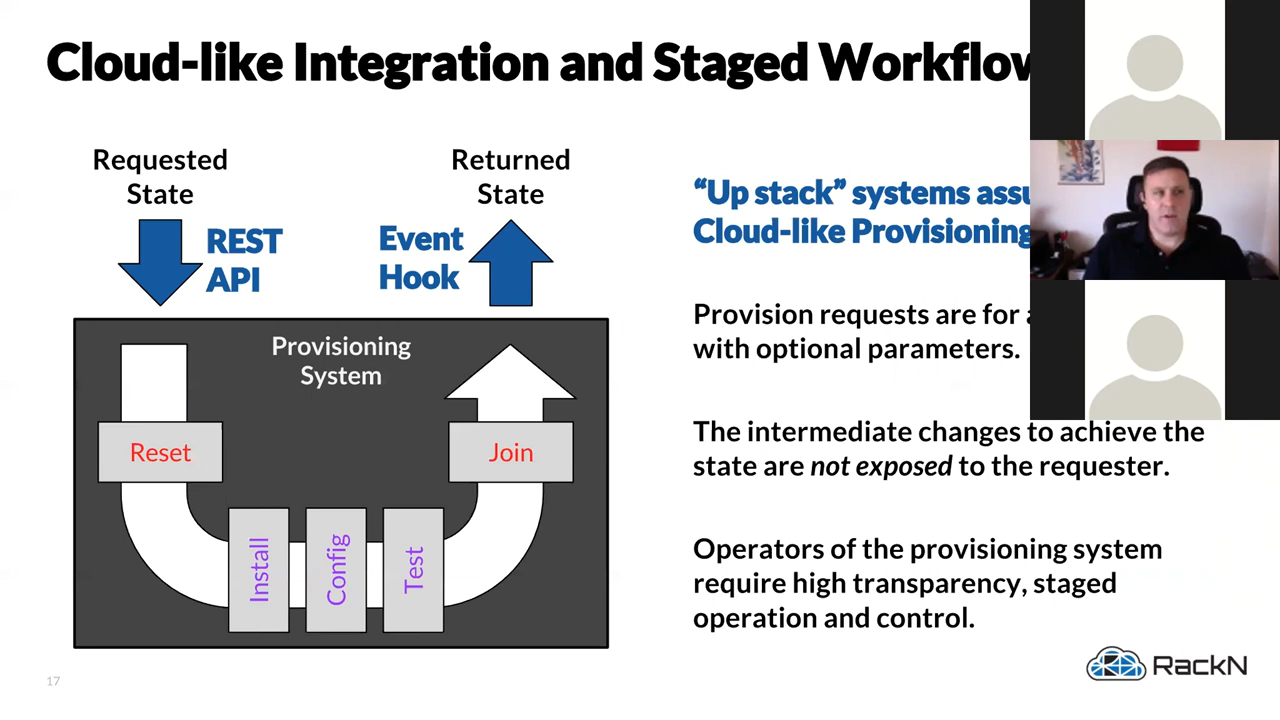 Cloud-like Integration and Staged
Requested
State
REST
API
Event
Hook
Returned
State
Provisioning
System
Reset
Install
Config
Test
Join
“Up stack” systems
Cloud-like Provisioning
Provision requests are for
with optional parameters.
The intermediate changes to achieve the
state are not exposed to the requester.
Operators of the provisioning system
require high transparency, staged
operation and control.
17
RackN